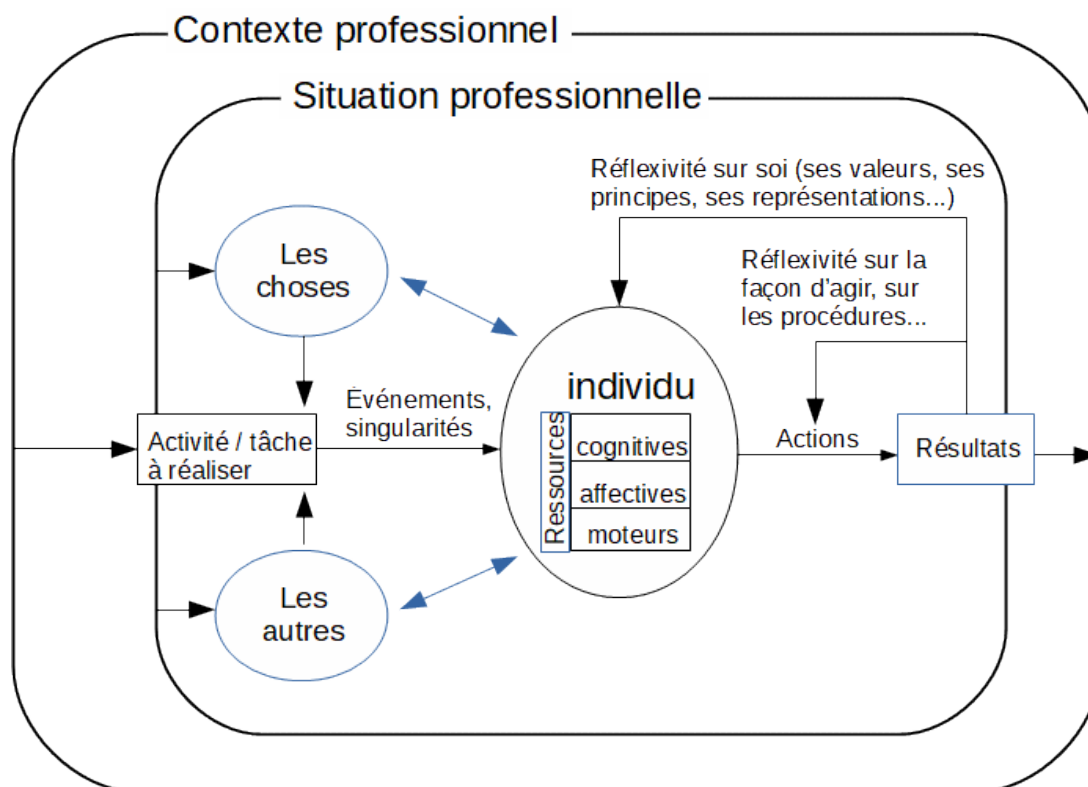 Contexte professionnel
Situation professionnelle
Réflexivité sur soi (ses valeurs, ses
principes, ses représentations...)
Les
choses
Réflexivité sur la
façon d'agir, sur
les procédures...
individu
Événements,
singularités
Activité / tâche
à réaliser
Ressources
cognitives
affectives
moteurs
Actions
Résultats
Les
autres